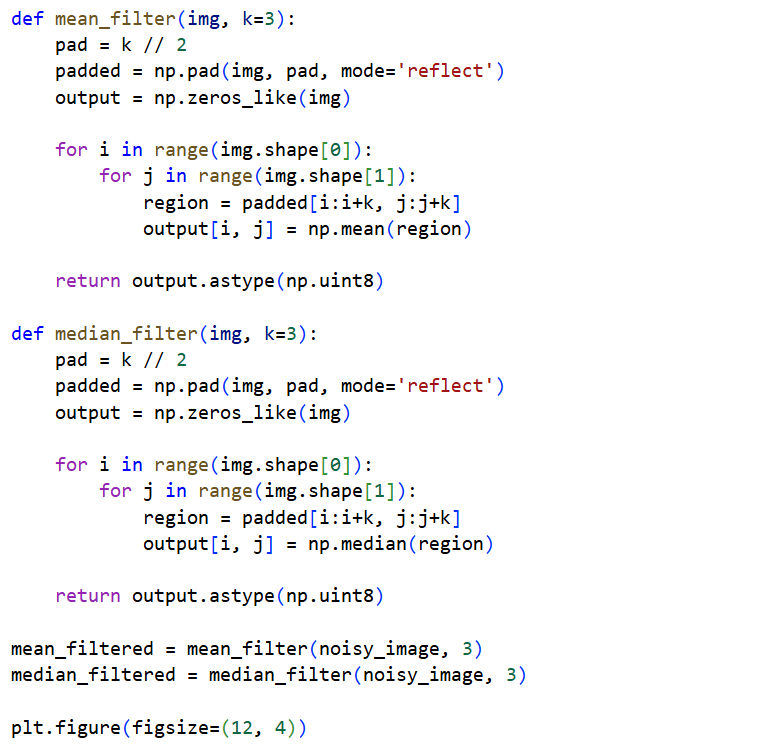 def mean_filter(img, k=3):
    pad = k // 2
    padded = np.pad(img, pad, mode='reflect')
    output = np.zeros_like(img)

    for i in range(img.shape[0]):
        for j in range(img.shape[1]):
            region = padded[i:i+k, j:j+k]
            output[i, j] = np.mean(region)

    return output.astype(np.uint8)

def median_filter(img, k=3):
    pad = k // 2
    padded = np.pad(img, pad, mode='reflect')
    output = np.zeros_like(img)

    for i in range(img.shape[0]):
        for j in range(img.shape[1]):
            region = padded[i:i+k, j:j+k]
            output[i, j] = np.median(region)

    return output.astype(np.uint8)

mean_filtered = mean_filter(noisy_image, 3)
median_filtered = median_filter(noisy_image, 3)

plt.figure(figsize=(12, 4))